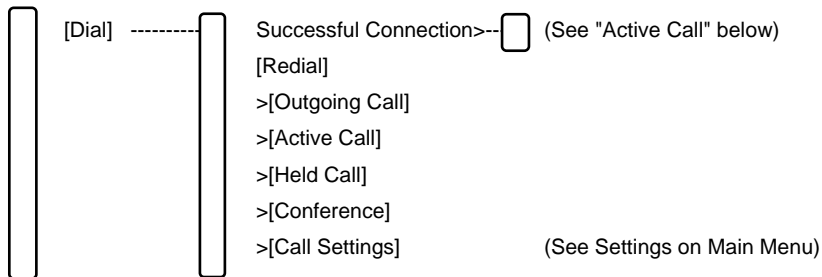 [Dial] ---------- Successful Connection>-- (See "Active Call" below)
[Redial]
>[Outgoing Call]
>[Active Call]
>[Held Call]
>[Conference]
>[Call Settings] (See Settings on Main Menu)